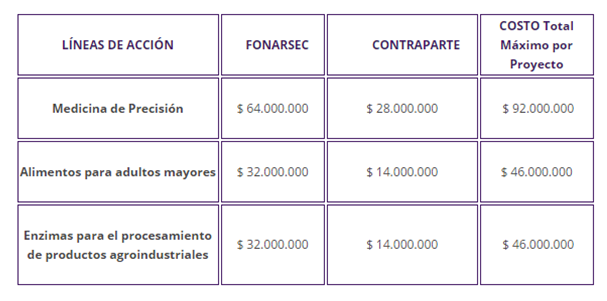 LÍNEAS DE ACCIÓN FONARSEC CONTRAPARTE COSTO Total
Máximo por
Proyecto
Medicina de Precisión $ 64.000.000 $ 28.000.000 $ 92.000.000
Alimentos para adultos mayores $ 32.000.000 $ 14.000.000 $ 46.000.000
Enzimas para el procesamiento
de productos agroindustriales $ 32.000.000 $ 14.000.000 $ 46.000.000